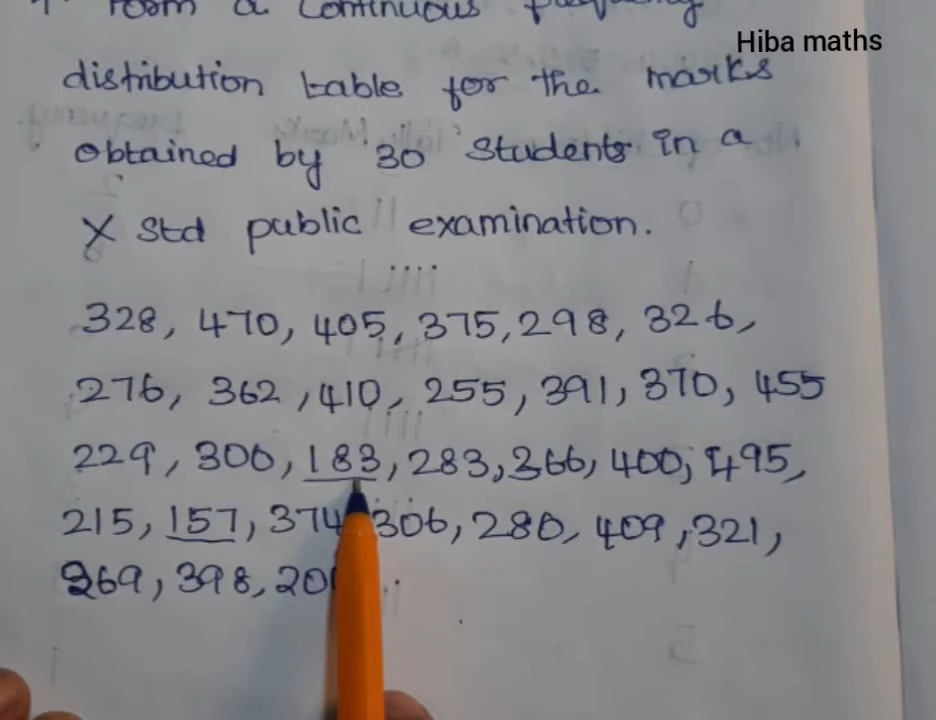 a Continuous
Hiba maths
distribution table for the marks
obtained by 30 students in a
X Std public examination.
328, 470, 405, 375, 298, 326,
276, 362, 410, 255, 391, 370, 455
229, 300, 183, 283, 366, 400, 495,
215, 157, 374 306, 280, 409, 321,
269, 398, 20